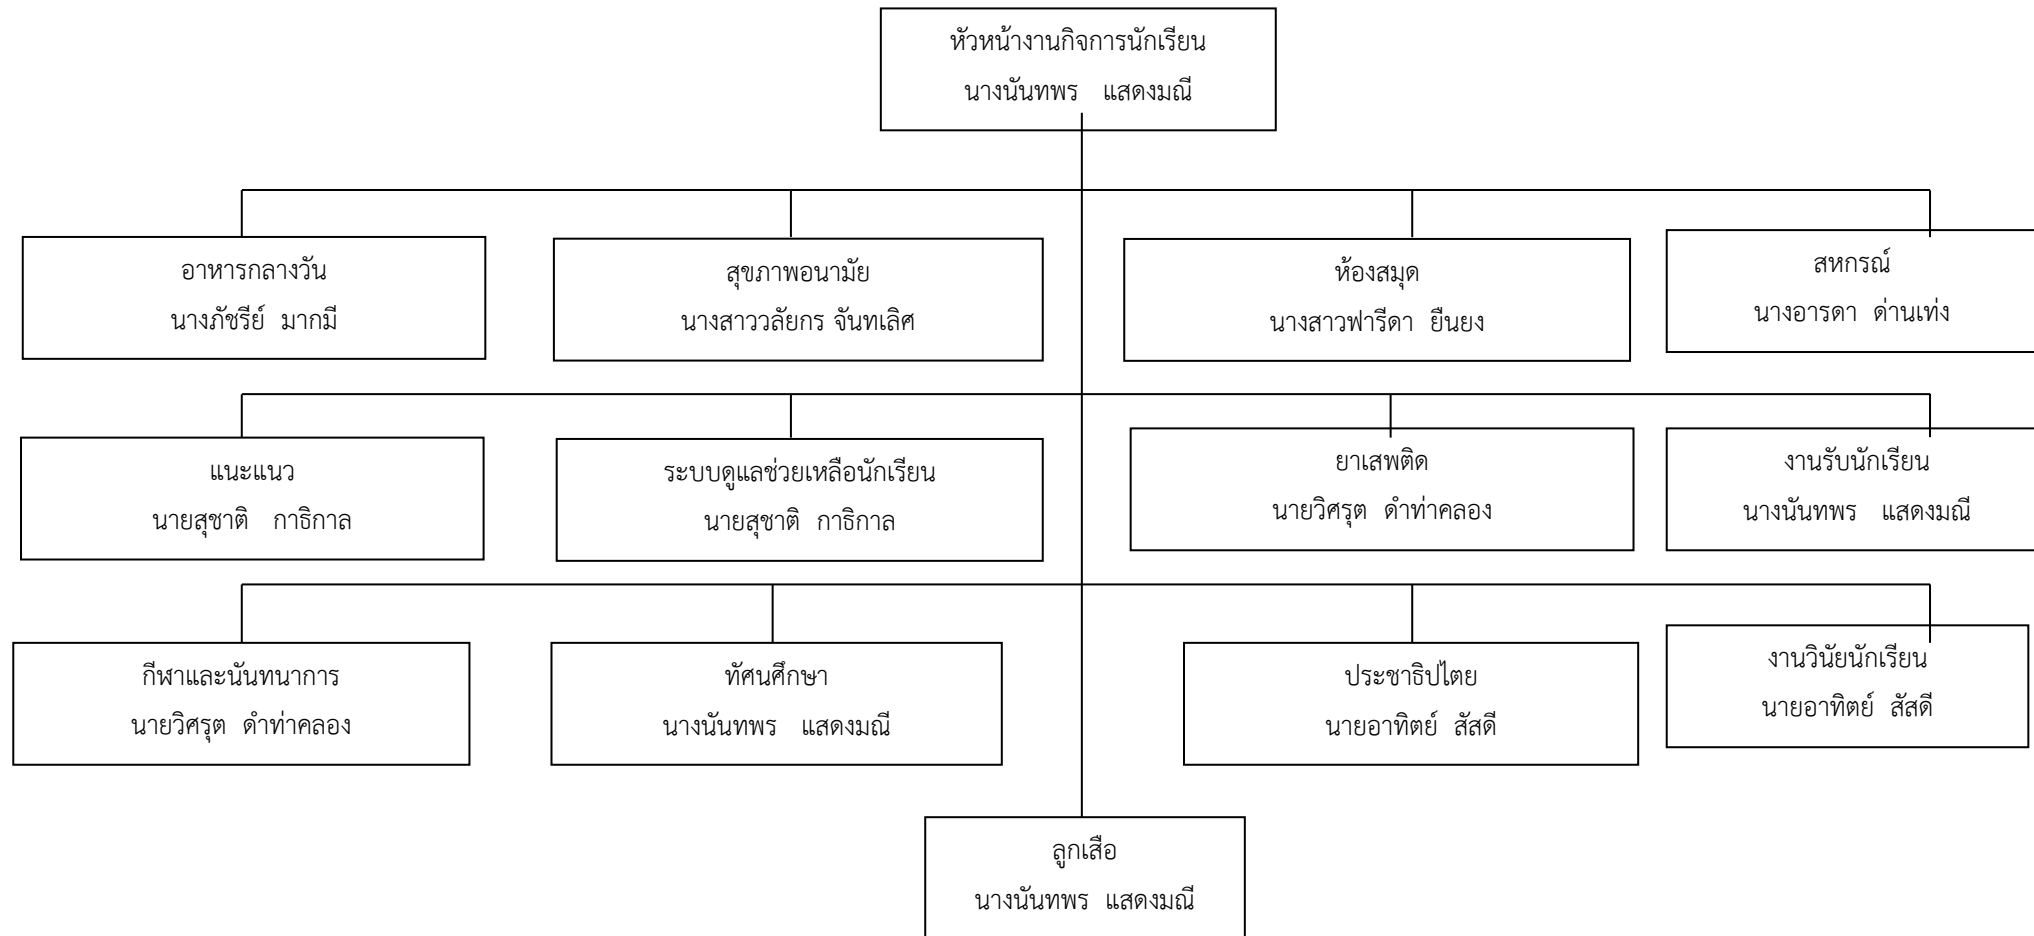 หัวหน้างานกิจการนักเรียน
นางนันทพร แสดงมณี
อาหารกลางวัน
นางภัชรีย์ มากมี
สุขภาพอนามัย
นางสาววลัยกร จันทเลิศ
ห้องสมุด
นางสาวฟารีดา ยืนยง
สหกรณ์
นางอารดา ด่านเท่ง
แนะแนว
นายสุชาติ กาธิกาล
ระบบดูแลช่วยเหลือนักเรียน
นายสุชาติ กาธิกาล
ยาเสพติด
นายวิศรุต ดำท่าคลอง
งานรับนักเรียน
นางนันทพร แสดงมณี
กีฬาและนันทนาการ
นายวิศรุต ดำท่าคลอง
ทัศนศึกษา
นางนันทพร แสดงมณี
ประชาธิปไตย
นายอาทิตย์ สัสดี
งานวินัยนักเรียน
นายอาทิตย์ สัสดี
ลูกเสือ
นางนันทพร แสดงมณี